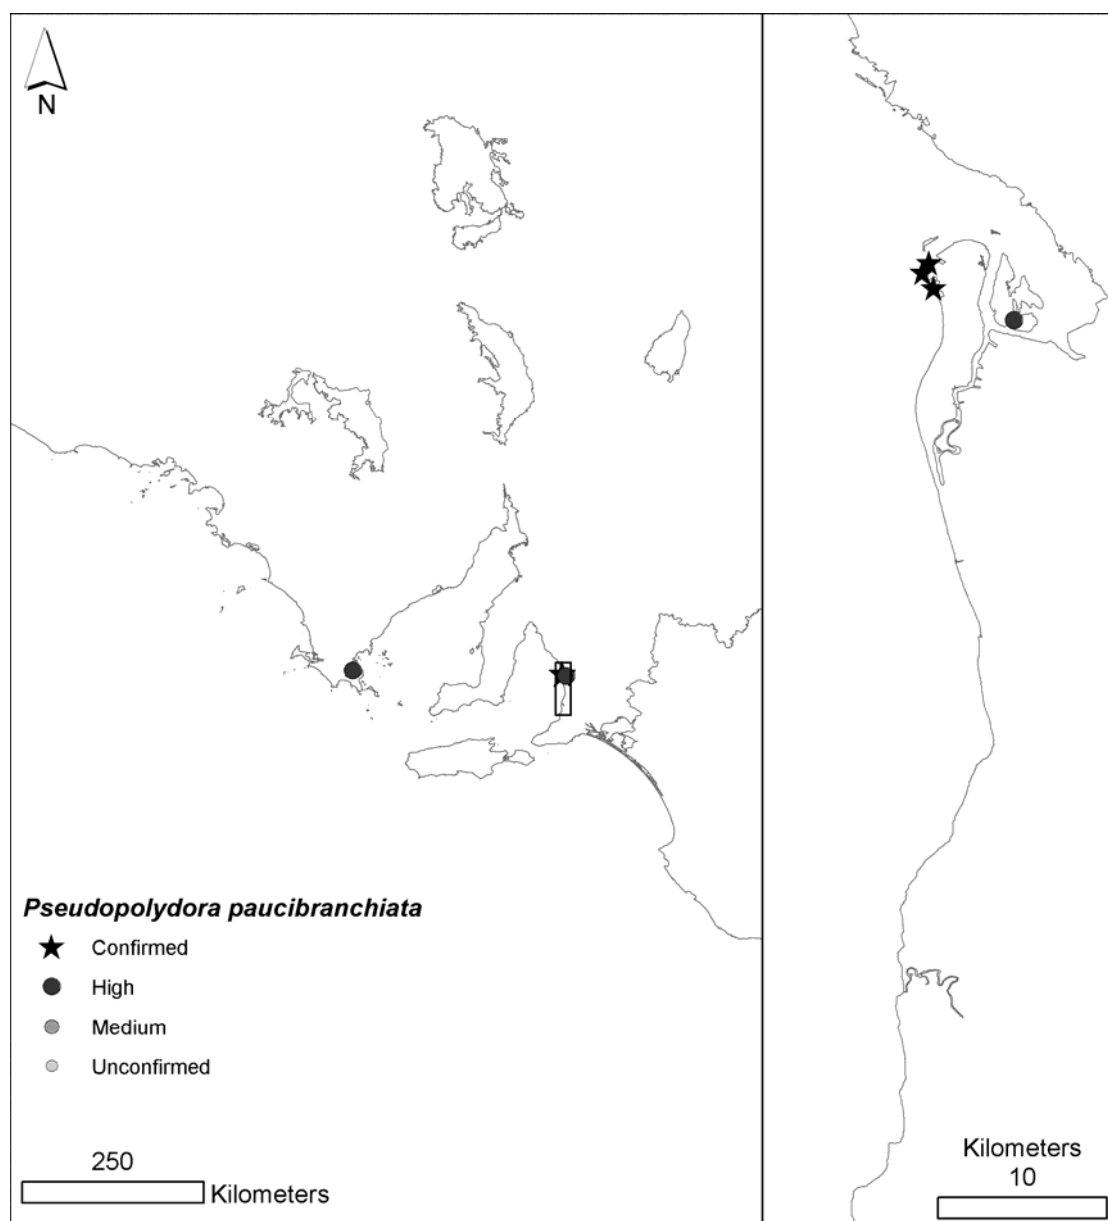 N
Pseudopolydora paucibranchiata
Confirmed
High
Medium
Unconfirmed
250
Kilometers
Kilometers
10